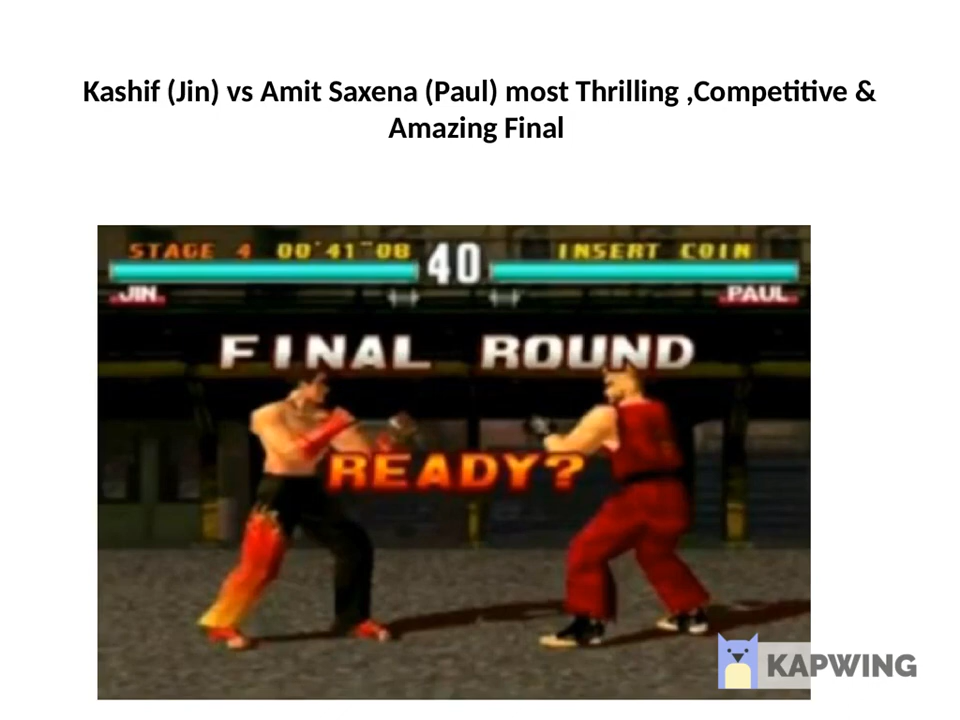 Kashif (Jin) vs Amit Saxena (Paul) most Thrilling ,Competitive &
Amazing Final
STAGE 4 00'41"08 40 INSERT COIN
JIN PAUL
FINAL ROUND
READY?
KAPWING